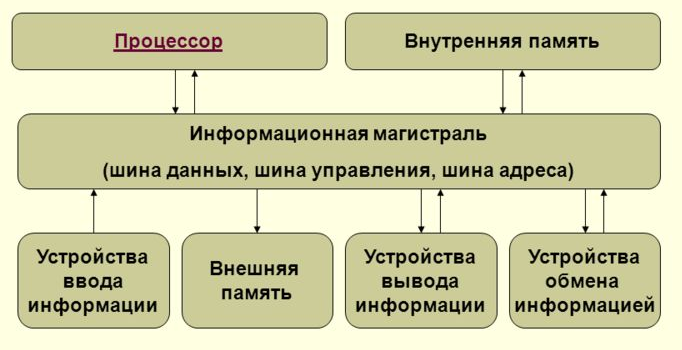 Процессор
Внутренняя память
Информационная магистраль
(шина данных, шина управления, шина адреса)
Устройства
ввода
информации
Внешняя
память
Устройства
вывода
информации
Устройства
обмена
информацией